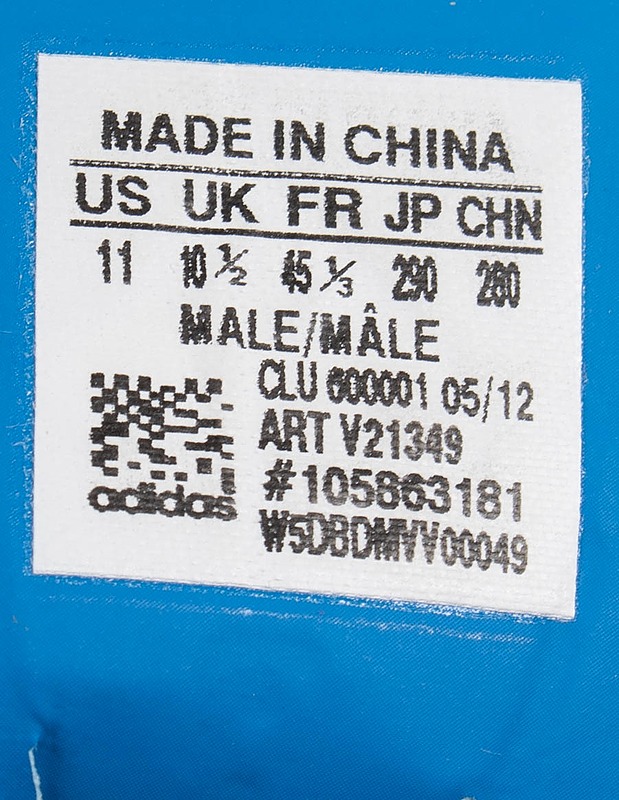 MADE IN CHINA
US UK FR JP CHN
11 10 ½ 45 ⅓ 290 280
MALE/MÂLE
CLU 600001 05/12
ART V21349
#105863181
adidas
W5DBDMVV00049